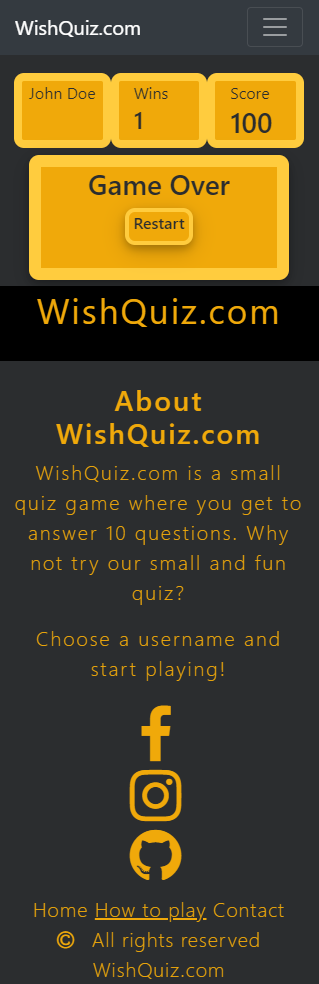 WishQuiz.com
John Doe Wins Score
1 100
Game Over
Restart
WishQuiz.com
About
WishQuiz.com
WishQuiz.com is a small
quiz game where you get to
answer 10 questions. Why
not try our small and fun
quiz?
Choose a username and
start playing!
Home How to play Contact
© All rights reserved
WishQuiz.com